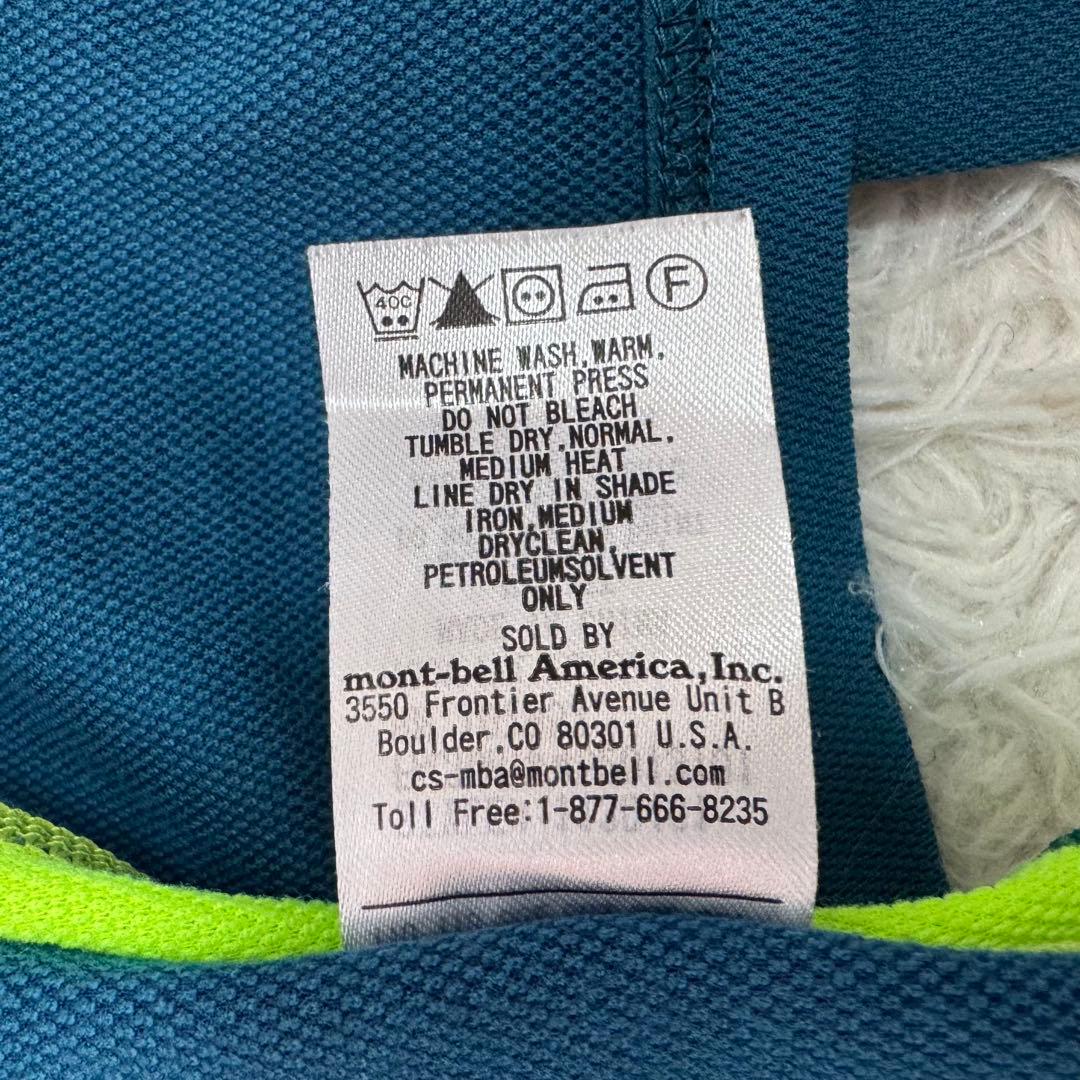 40C
F
MACHINE WASH,WARM,
PERMANENT PRESS
DO NOT BLEACH
TUMBLE DRY,NORMAL,
MEDIUM HEAT
LINE DRY IN SHADE
IRON,MEDIUM
DRYCLEAN,
PETROLEUMSOLVENT
ONLY
SOLD BY
mont-bell America,Inc.
3550 Frontier Avenue Unit B
Boulder,CO 80301 U.S.A.
cs-mba@montbell.com
Toll Free:1-877-666-8235